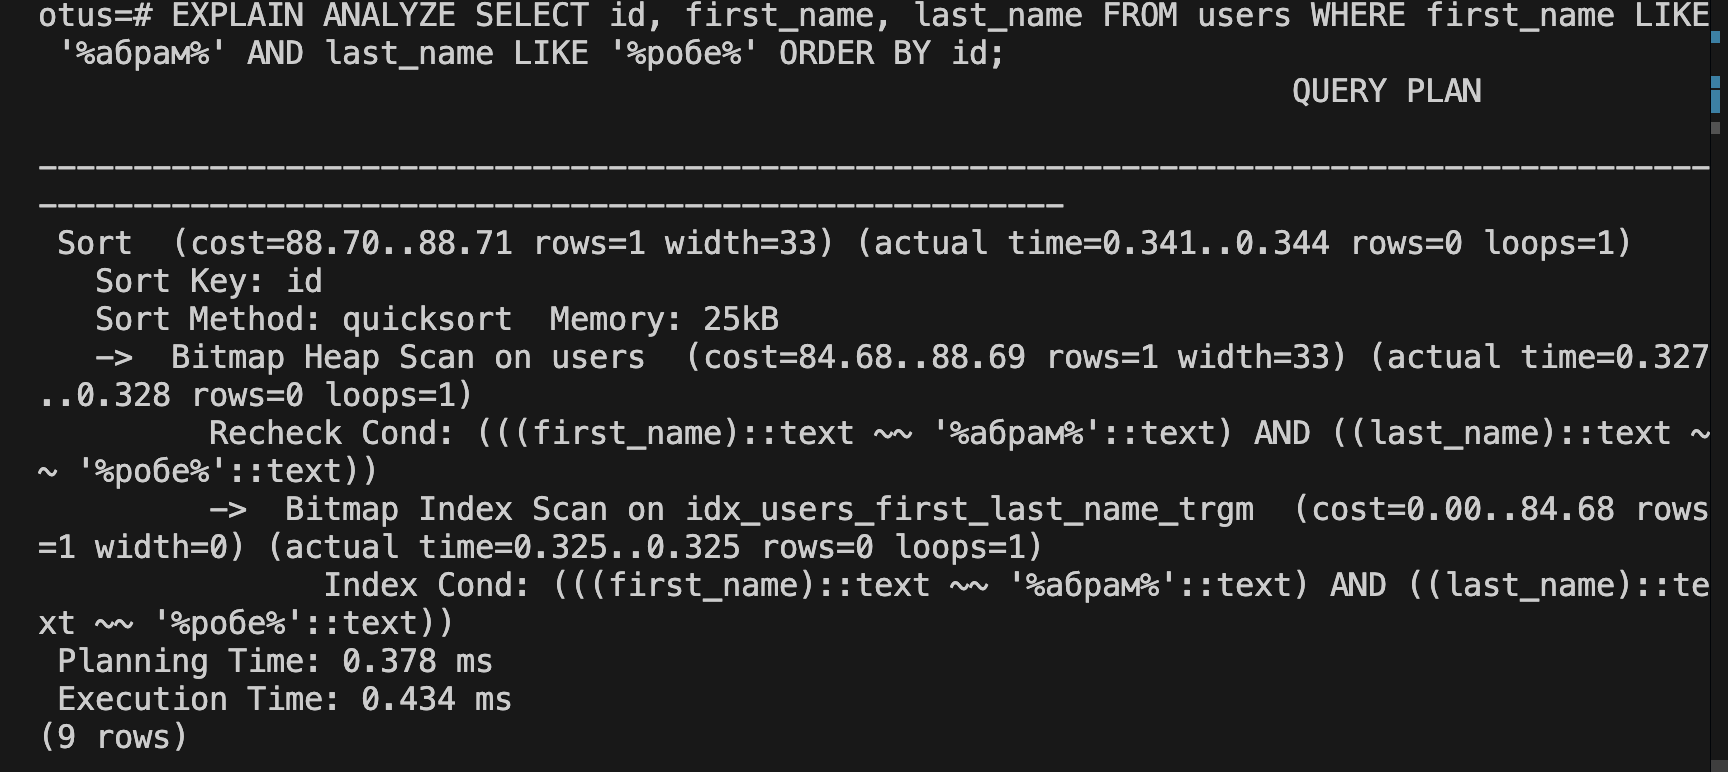 otus=# EXPLAIN ANALYZE SELECT id, first_name, last_name FROM users WHERE first_name LIKE
'%абрам%' AND last_name LIKE '%робе%' ORDER BY id;
QUERY PLAN
----------------------------------------------------------------------------------------
------------------------------------------------------
Sort  (cost=88.70..88.71 rows=1 width=33) (actual time=0.341..0.344 rows=0 loops=1)
Sort Key: id
Sort Method: quicksort  Memory: 25kB
->  Bitmap Heap Scan on users  (cost=84.68..88.69 rows=1 width=33) (actual time=0.327
..0.328 rows=0 loops=1)
Recheck Cond: (((first_name)::text ~~ '%абрам%'::text) AND ((last_name)::text ~
~ '%робе%'::text))
->  Bitmap Index Scan on idx_users_first_last_name_trgm  (cost=0.00..84.68 rows
=1 width=0) (actual time=0.325..0.325 rows=0 loops=1)
Index Cond: (((first_name)::text ~~ '%абрам%'::text) AND ((last_name)::te
xt ~~ '%робе%'::text))
Planning Time: 0.378 ms
Execution Time: 0.434 ms
(9 rows)